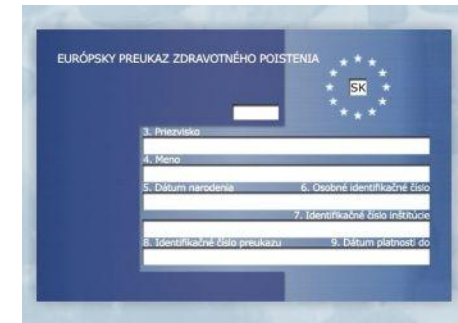 EURÓPSKY PREUKAZ ZDRAVOTNÉHO POISTENIA
SK
3. Priezvisko
4. Meno
5. Dátum narodenia 6. Osobné identifikačné číslo
7. Identifikačné číslo inštitúcie
8. Identifikačné číslo preukazu 9. Dátum platnosti do